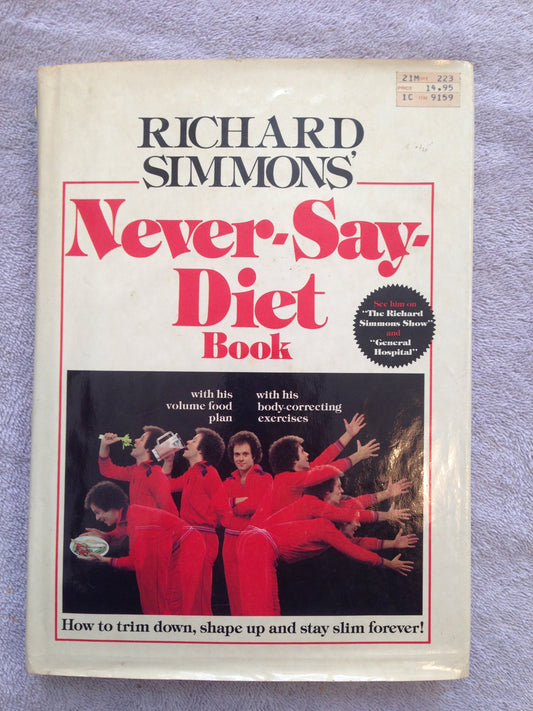 21M 223
PRICE 14.95
1C 9159
RICHARD
SIMMONS'
Never-Say-
Diet
Book
See him on
"The Richard
Simmons Show"
and
"General
Hospital"
with his
volume food
plan
with his
body-correcting
exercises
How to trim down, shape up and stay slim forever!